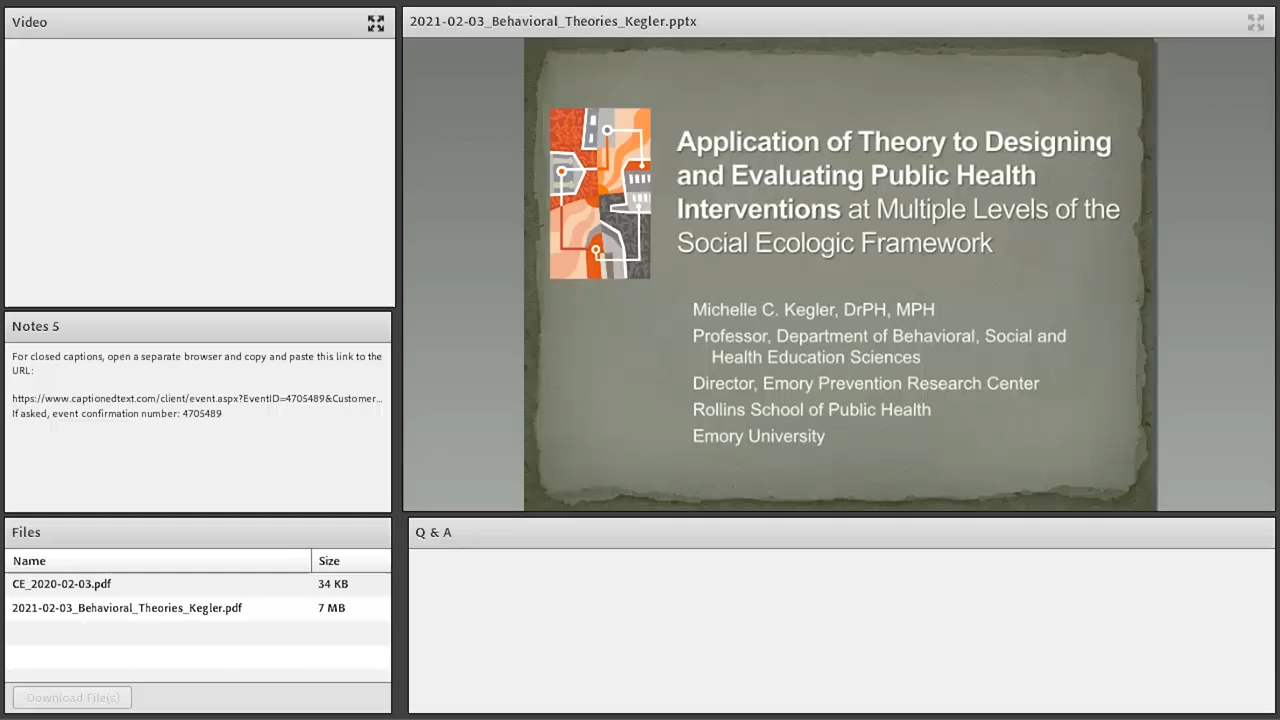 Video
2021-02-03_Behavioral_Theories_Kegler.pptx
Application of Theory to Designing
and Evaluating Public Health
Interventions at Multiple Levels of the
Social Ecologic Framework
Michelle C. Kegler, DrPH, MPH
Professor, Department of Behavioral, Social and
Health Education Sciences
Director, Emory Prevention Research Center
Rollins School of Public Health
Emory University
Notes 5
For closed captions, open a separate browser and copy and paste this link to the
URL:
https://www.captionedtext.com/client/event.aspx?EventID=4705489&Customer...
If asked, event confirmation number: 4705489
Files
Name Size
CE_2020-02-03.pdf 34 KB
2021-02-03_Behavioral_Theories_Kegler.pdf 7 MB
Download File(s)
Q & A